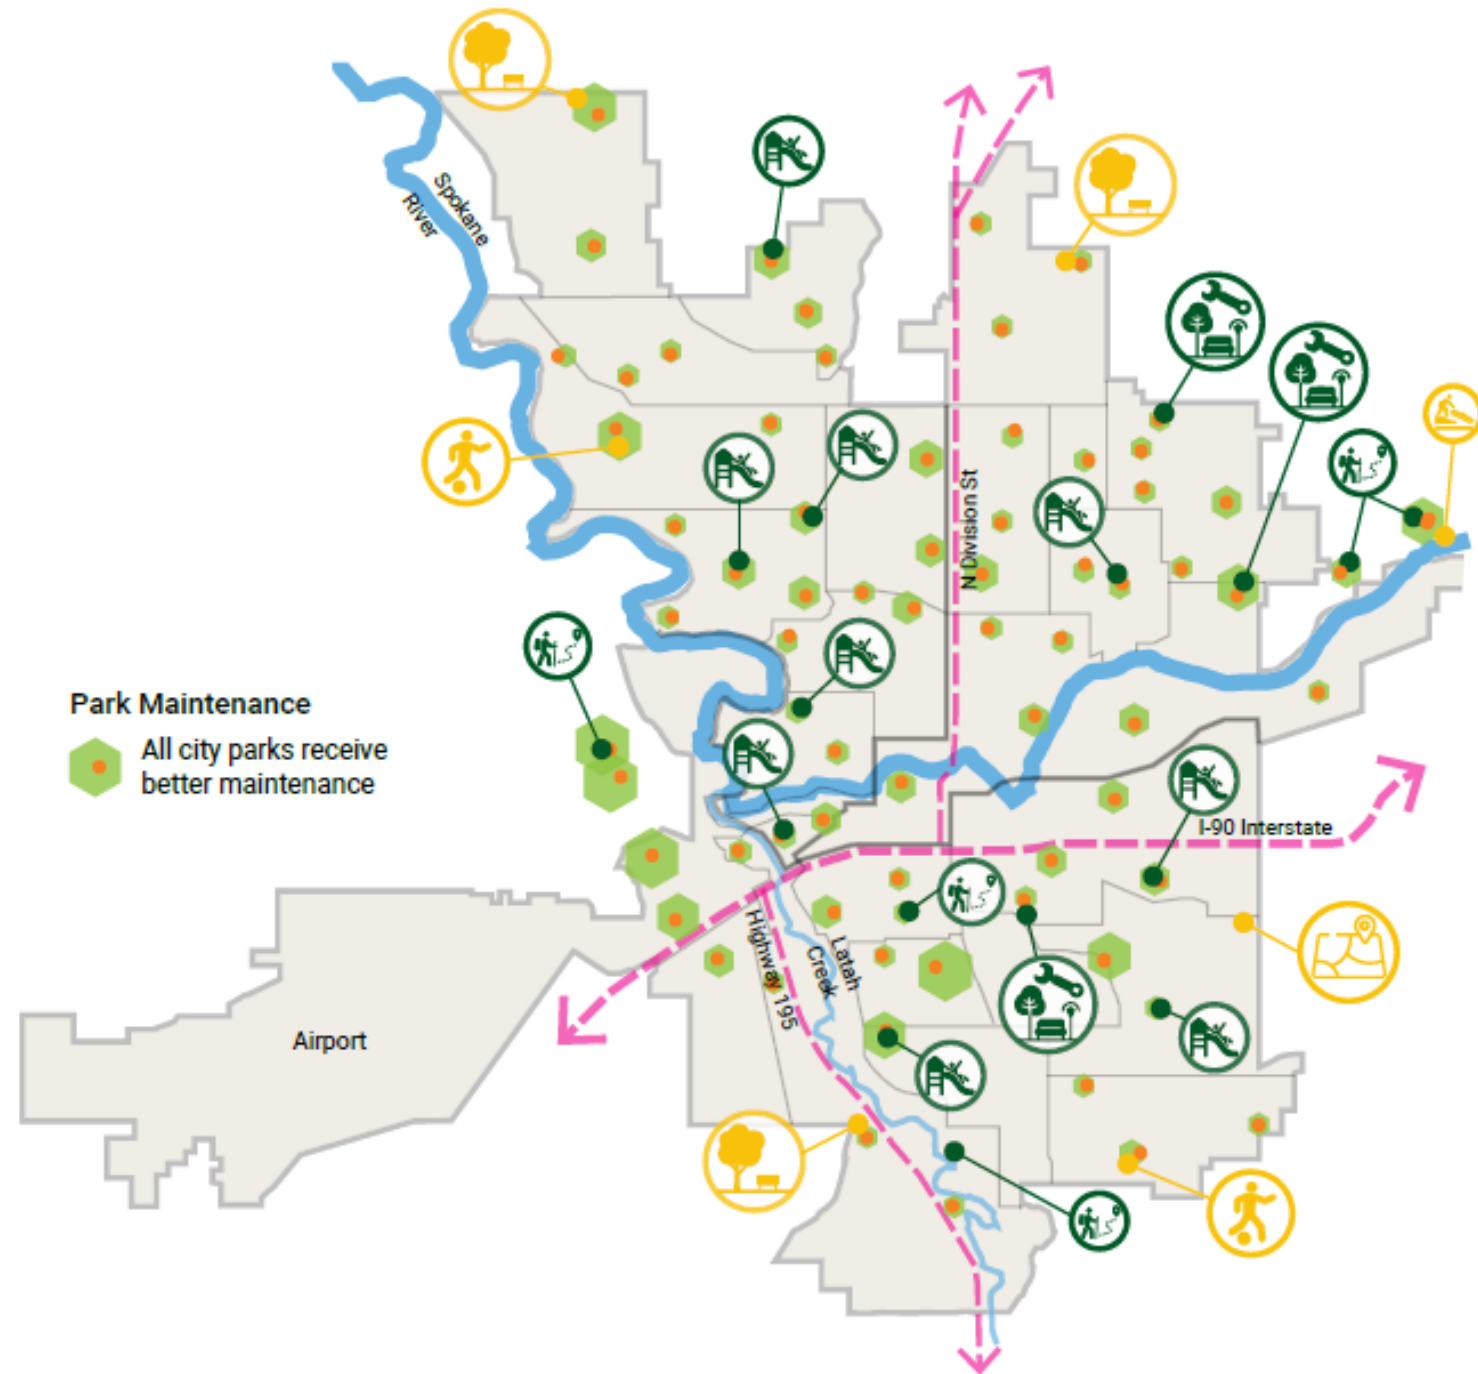 Spokane
River
N Division St
Park Maintenance
All city parks receive
better maintenance
I-90 Interstate
Highway 195
Latah
Creek
Airport